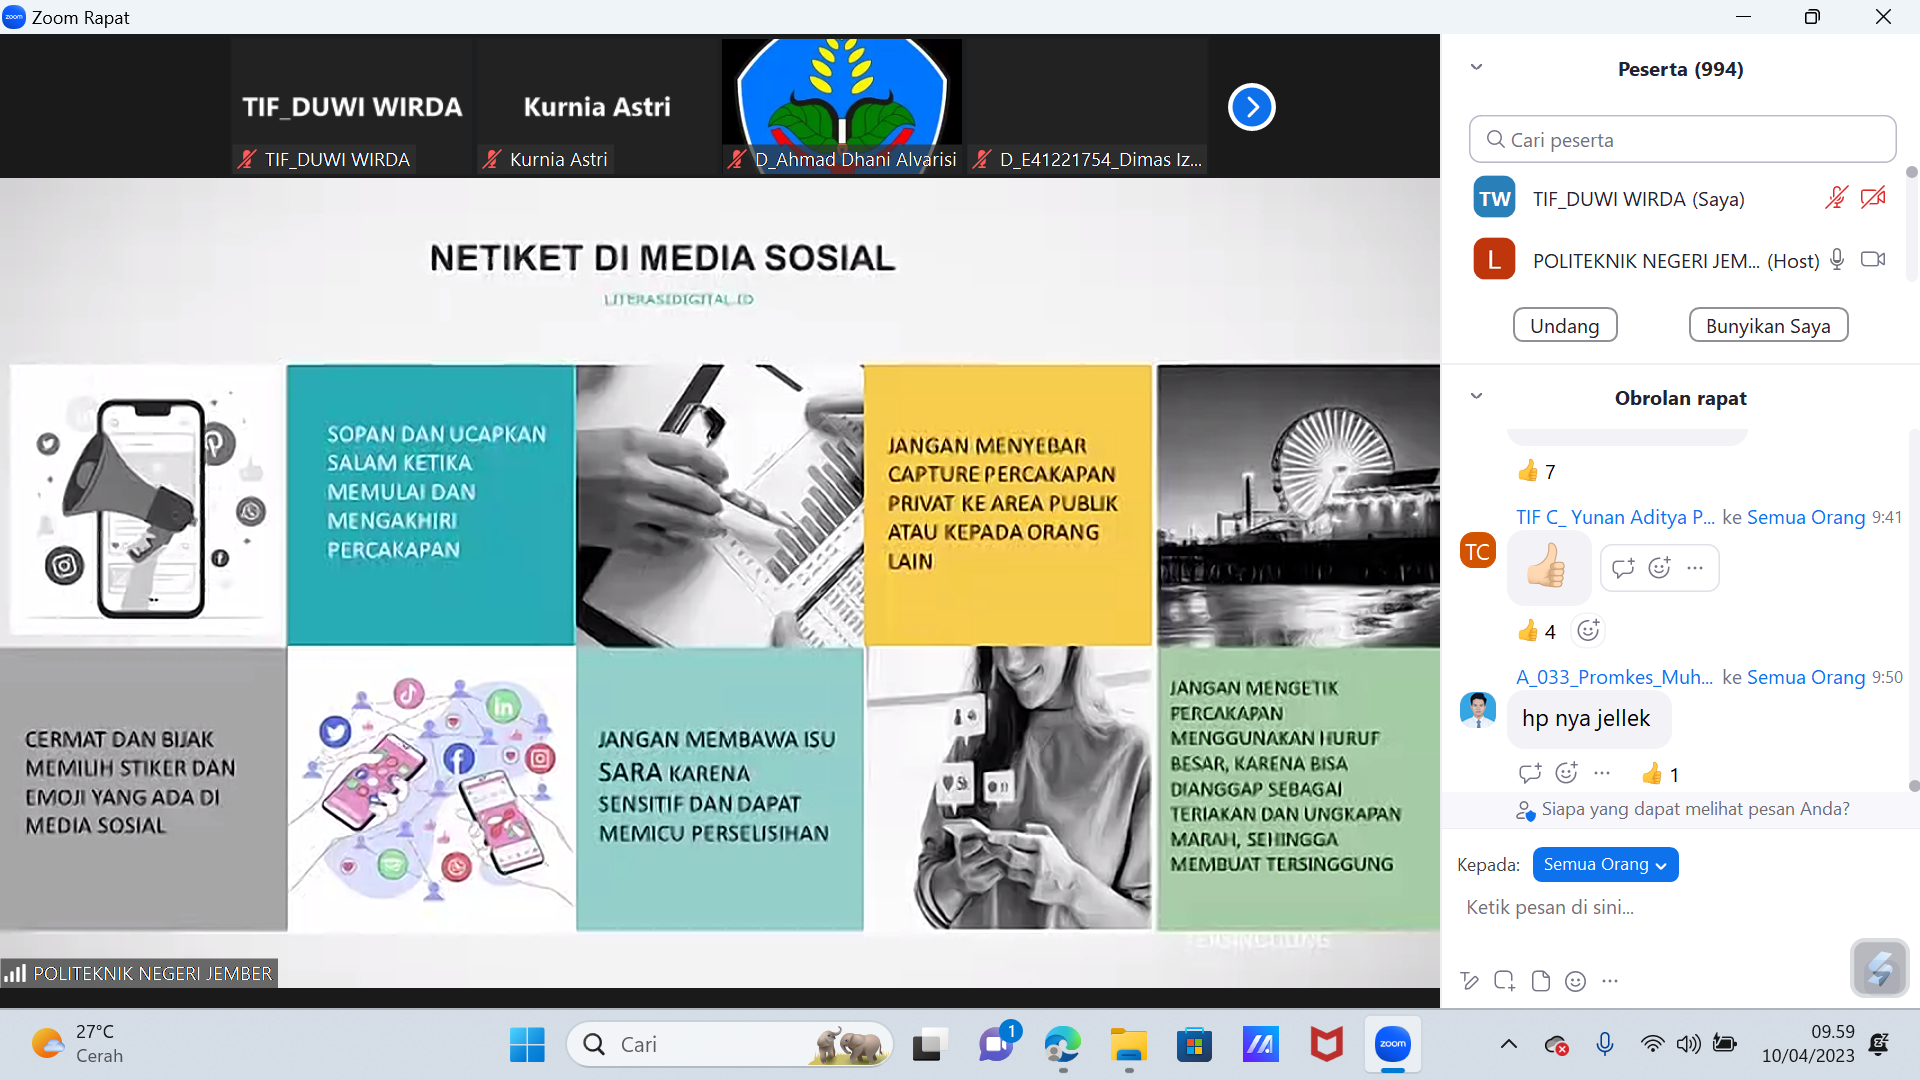 Zoom Rapat
TIF_DUWI WIRDA
Kurnia Astri
TIF_DUWI WIRDA
Kurnia Astri
D_Ahmad Dhani Alvarisi
D_E41221754_Dimas Iz...
NETIKET DI MEDIA SOSIAL
LITERASIDIGITAL.ID
SOPAN DAN UCAPKAN
SALAM KETIKA
MEMULAI DAN
MENGAKHIRI
PERCAKAPAN
JANGAN MENYEBAR
CAPTURE PERCAKAPAN
PRIVAT KE AREA PUBLIK
ATAU KEPADA ORANG
LAIN
CERMAT DAN BIJAK
MEMILIH STIKER DAN
EMOJI YANG ADA DI
MEDIA SOSIAL
JANGAN MEMBAWA ISU
SARA KARENA
SENSITIF DAN DAPAT
MEMICU PERSELISIHAN
JANGAN MENGETIK
PERCAKAPAN
MENGGUNAKAN HURUF
BESAR, KARENA BISA
DIANGGAP SEBAGAI
TERIAKAN DAN UNGKAPAN
MARAH, SEHINGGA
MEMBUAT TERSINGGUNG
POLITEKNIK NEGERI JEMBER
Peserta (994)
Cari peserta
TW TIF_DUWI WIRDA (Saya)
L POLITEKNIK NEGERI JEM... (Host)
Undang
Bunyikan Saya
Obrolan rapat
7
TIF C_ Yunan Aditya P... ke Semua Orang 9:41
TC
4
A_033_Promkes_Muh... ke Semua Orang 9:50
hp nya jellek
1
Siapa yang dapat melihat pesan Anda?
Kepada: Semua Orang
Ketik pesan di sini...
27°C
Cerah
Cari
1
zoom
09.59
10/04/2023